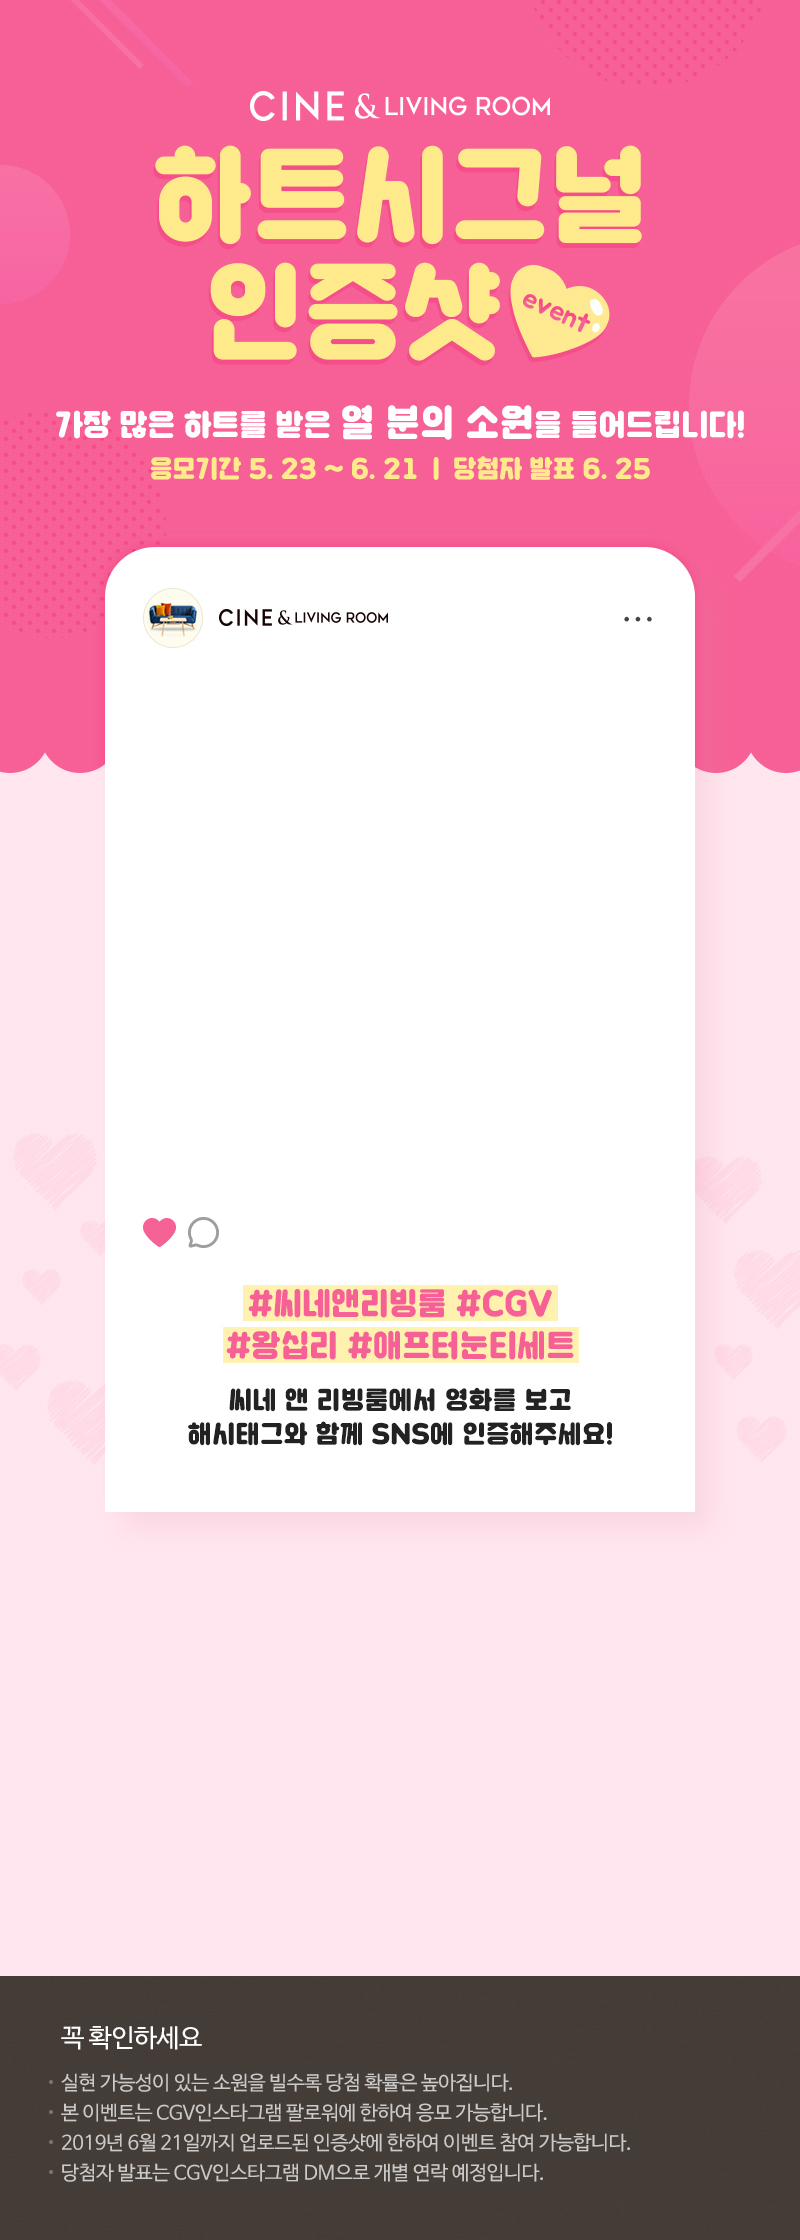 CINE & LIVING ROOM
하트시그널
인증샷 event
가장 많은 하트를 받은 열 분의 소원을 들어드립니다!
응모기간 5. 23 ~ 6. 21 | 당첨자 발표 6. 25
CINE & LIVING ROOM
#씨네앤리빙룸 #CGV
#왕십리 #애프터눈티세트
씨네 앤 리빙룸에서 영화를 보고
해시태그와 함께 SNS에 인증해주세요!
꼭 확인하세요
· 실현 가능성이 있는 소원을 빌수록 당첨 확률은 높아집니다.
· 본 이벤트는 CGV인스타그램 팔로워에 한하여 응모 가능합니다.
· 2019년 6월 21일까지 업로드된 인증샷에 한하여 이벤트 참여 가능합니다.
· 당첨자 발표는 CGV인스타그램 DM으로 개별 연락 예정입니다.